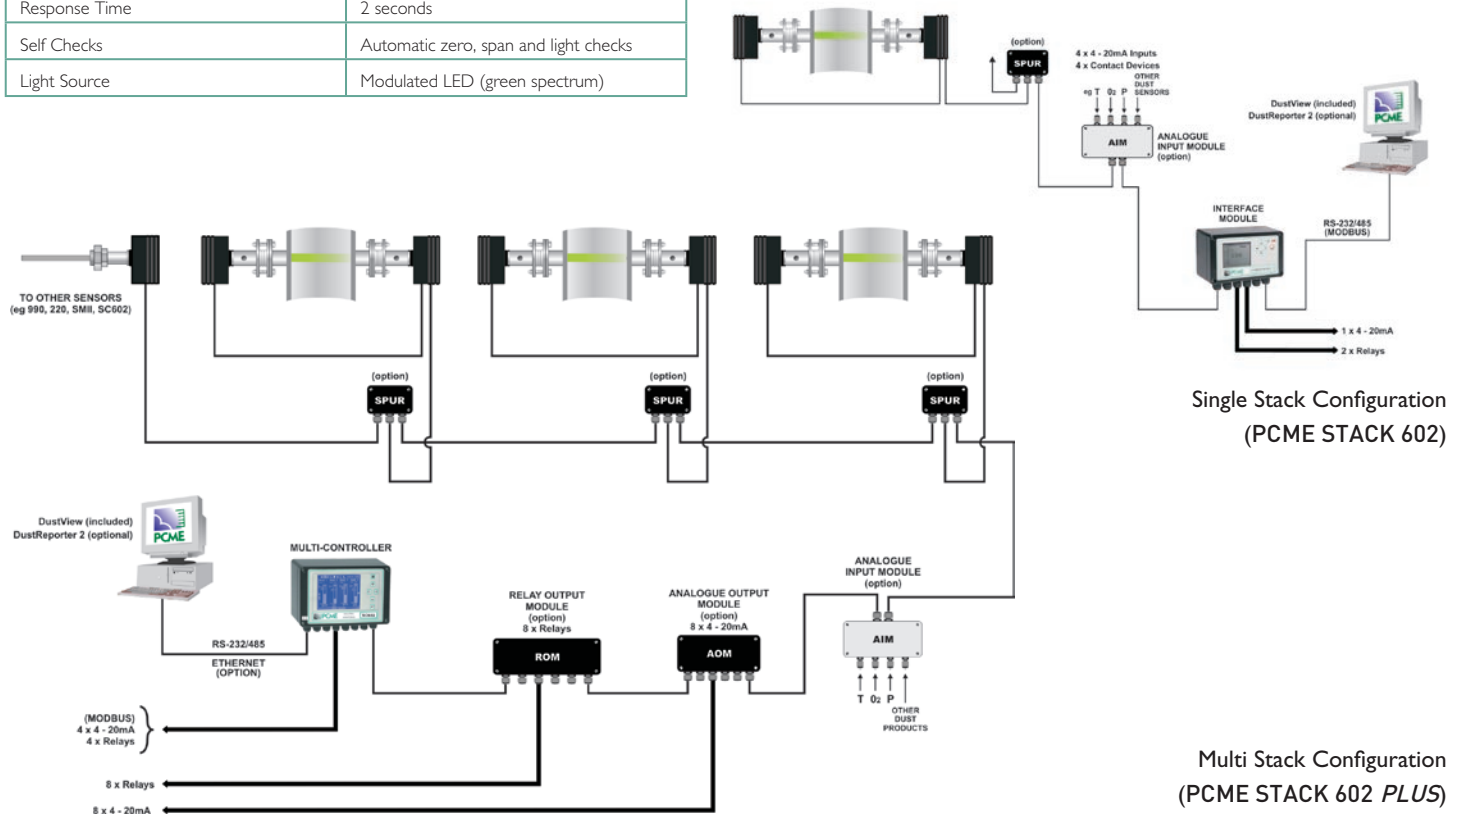 Response Time 2 seconds
Self Checks Automatic zero, span and light checks
Light Source Modulated LED (green spectrum)
(option)
SPUR
4 x 4 - 20mA Inputs
4 x Contact Devices
OTHER
DUST
SENSORS
eg T O2 P
AIM
ANALOGUE
INPUT MODULE
(option)
DustView (included)
DustReporter 2 (optional)
PCME
INTERFACE
MODULE
RS-232/485
(MODBUS)
1 x 4 - 20mA
2 x Relays
Single Stack Configuration
(PCME STACK 602)
TO OTHER SENSORS
(eg 990, 220, SMII, SC602)
(option)
SPUR
(option)
SPUR
(option)
SPUR
DustView (included)
DustReporter 2 (optional)
PCME
MULTI-CONTROLLER
PCME
RS-232/485
ETHERNET
(OPTION)
RELAY OUTPUT
MODULE
(option)
8 x Relays
ROM
ANALOGUE OUTPUT
MODULE
(option)
8 x 4 - 20mA
AOM
ANALOGUE
INPUT MODULE
(option)
AIM
T O2 P
OTHER
DUST
PRODUCTS
(MODBUS)
4 x 4 - 20mA
4 x Relays
8 x Relays
8 x 4 - 20mA
Multi Stack Configuration
(PCME STACK 602 PLUS)